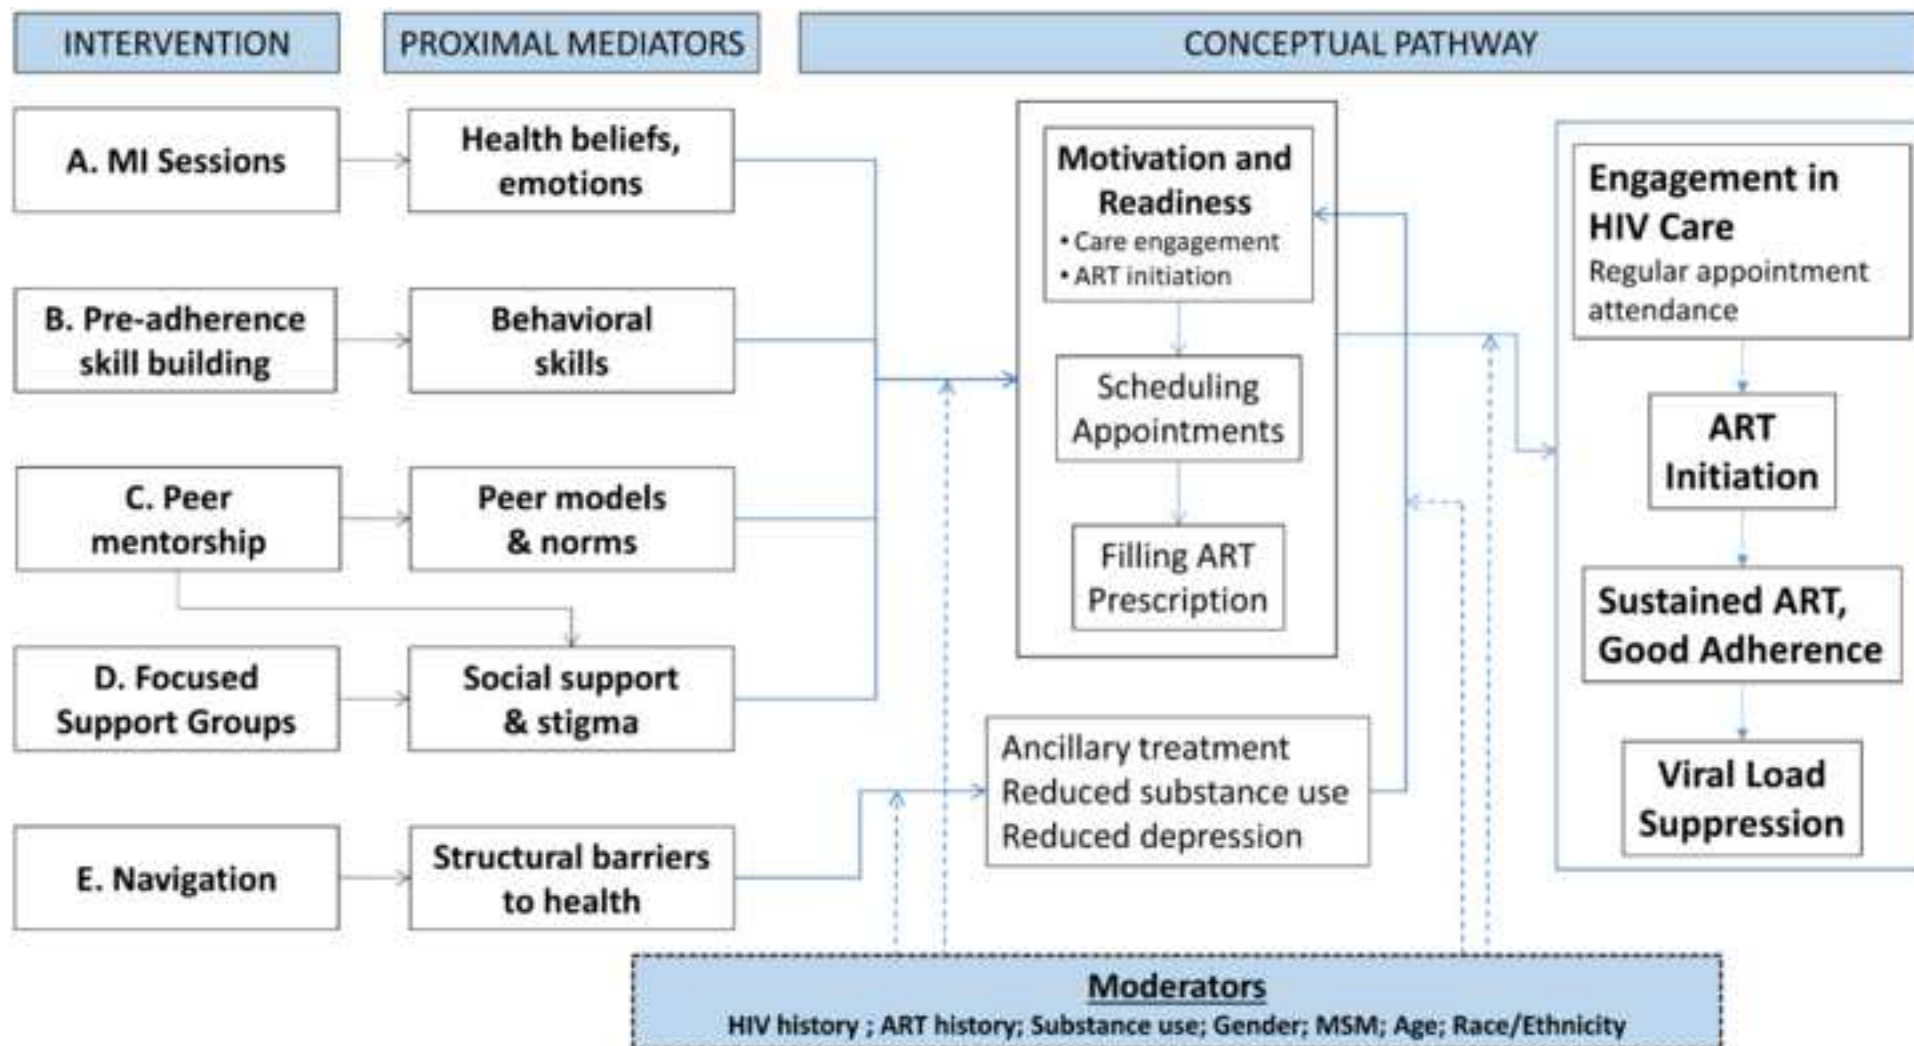 INTERVENTION
PROXIMAL MEDIATORS
CONCEPTUAL PATHWAY
A. MI Sessions
Health beliefs,
emotions
B. Pre-adherence
skill building
Behavioral
skills
C. Peer
mentorship
Peer models
& norms
D. Focused
Support Groups
Social support
& stigma
E. Navigation
Structural barriers
to health
Motivation and
Readiness
• Care engagement
• ART initiation
Scheduling
Appointments
Filling ART
Prescription
Ancillary treatment
Reduced substance use
Reduced depression
Engagement in
HIV Care
Regular appointment
attendance
ART
Initiation
Sustained ART,
Good Adherence
Viral Load
Suppression
Moderators
HIV history ; ART history; Substance use; Gender; MSM; Age; Race/Ethnicity